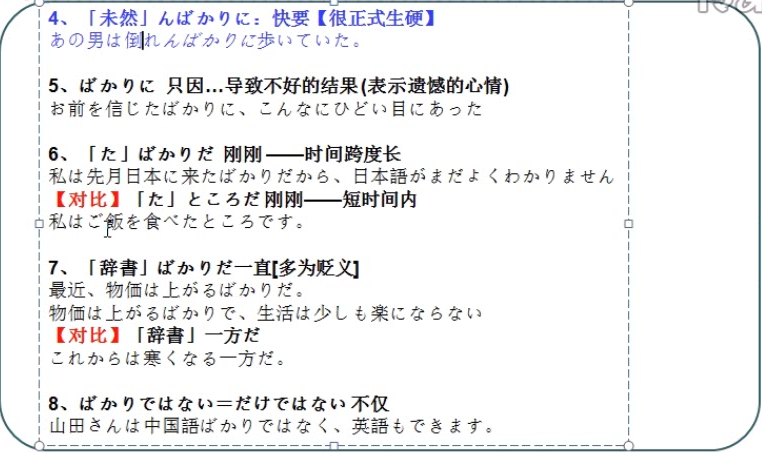 4、「未然」んばかりに：快要【很正式生硬】
あの男は倒れんばかりに歩いていた。
5、ばかりに 只因...导致不好的结果(表示遗憾的心情)
お前を信じたばかりに、こんなにひどい目にあった
6、「た」ばかりだ 刚刚 ——时间跨度长
私は先月日本に来たばかりだから、日本語がまだよくわかりません
【对比】「た」ところだ 刚刚——短时间内
私はご飯を食べたところです。
7、「辞書」ばかりだ一直[多为贬义]
最近、物価は上がるばかりだ。
物価は上がるばかりで、生活は少しも楽にならない
【对比】「辞書」一方だ
これからは寒くなる一方だ。
8、ばかりではない＝だけではない 不仅
山田さんは中国語ばかりではなく、英語もできます。